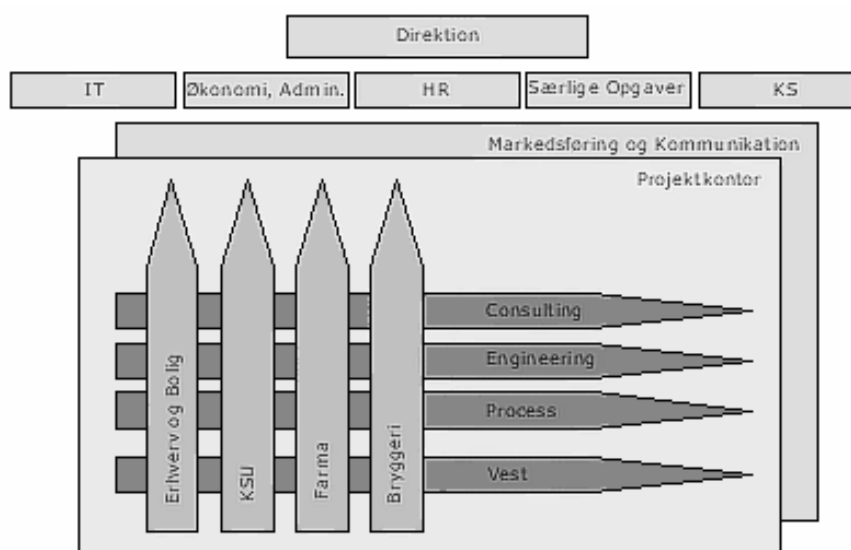 Direktion
IT
Økonomi, Admin.
HR
Særlige Opgaver
KS
Markedsføring og Kommunikation
Projektkontor
Consulting
Engineering
Process
Vest
Erhverv og Bolig
KSU
Farma
Bryggeri